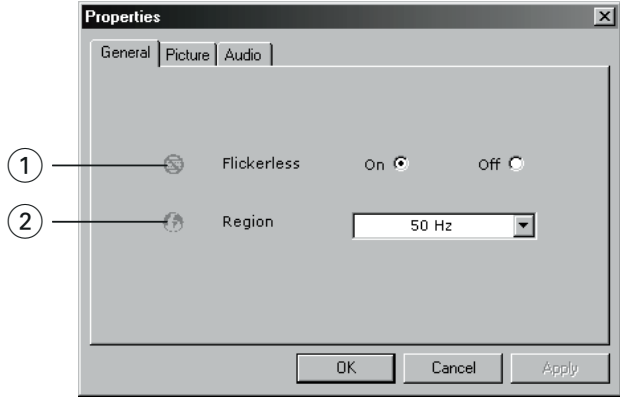 Properties
General Picture Audio
1 Flickerless On Off
2 Region 50 Hz
OK Cancel Apply